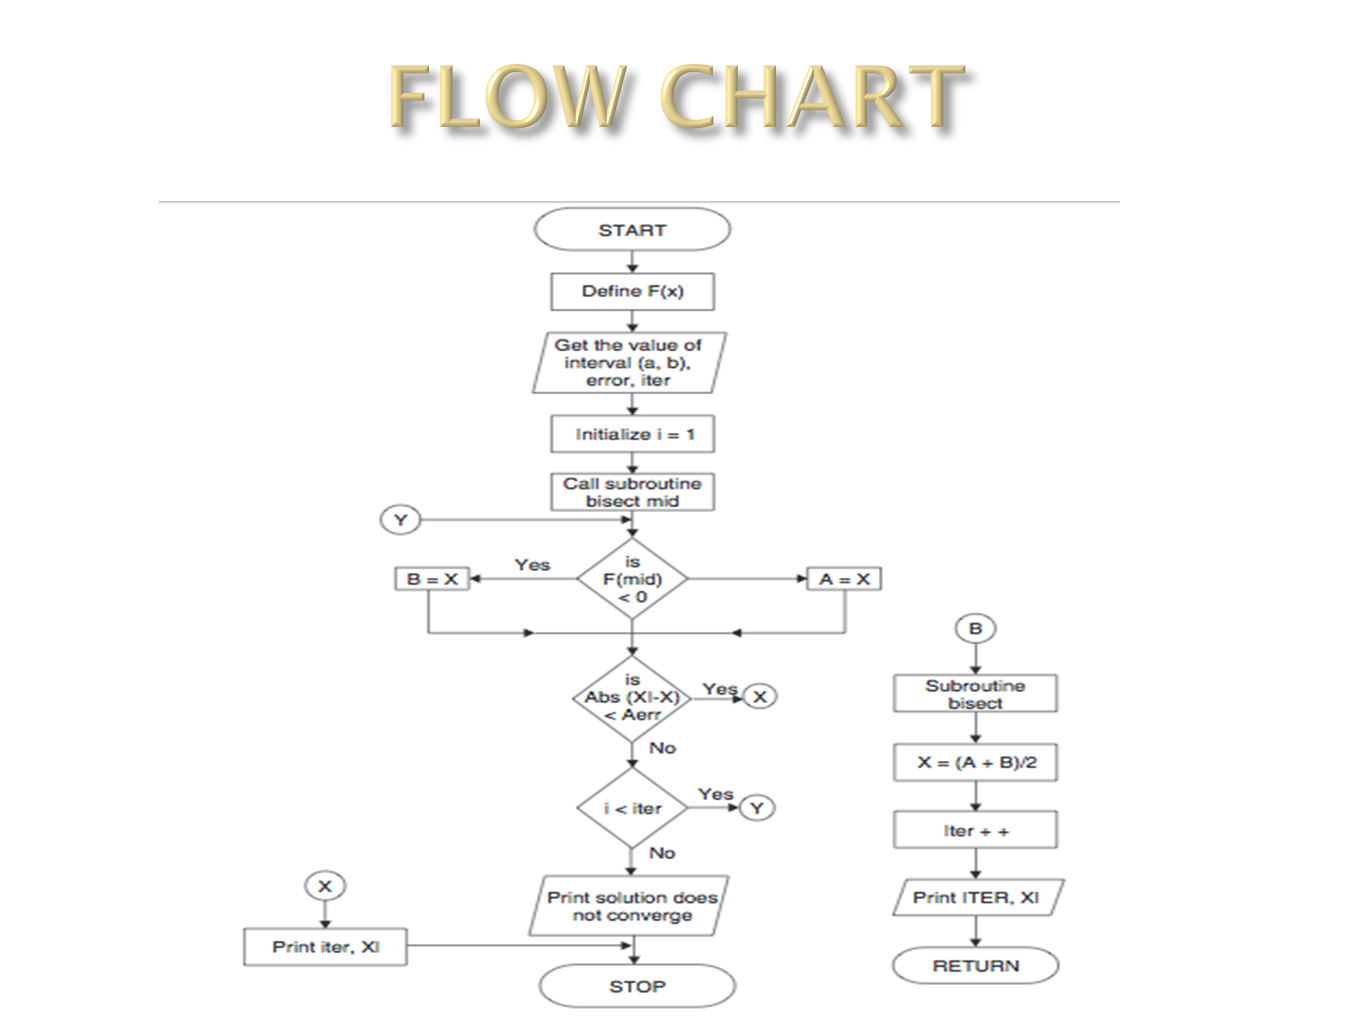 FLOW CHART
START
Define F(x)
Get the value of
interval (a, b),
error, iter
Initialize i = 1
Call subroutine
bisect mid
Y
is
F(mid)
< 0
Yes
B = X
A = X
is
Abs (XI-X)
< Aerr
Yes
X
No
i < iter
Yes
Y
No
Print solution does
not converge
X
Print iter, XI
STOP
B
Subroutine
bisect
X = (A + B)/2
Iter + +
Print ITER, XI
RETURN